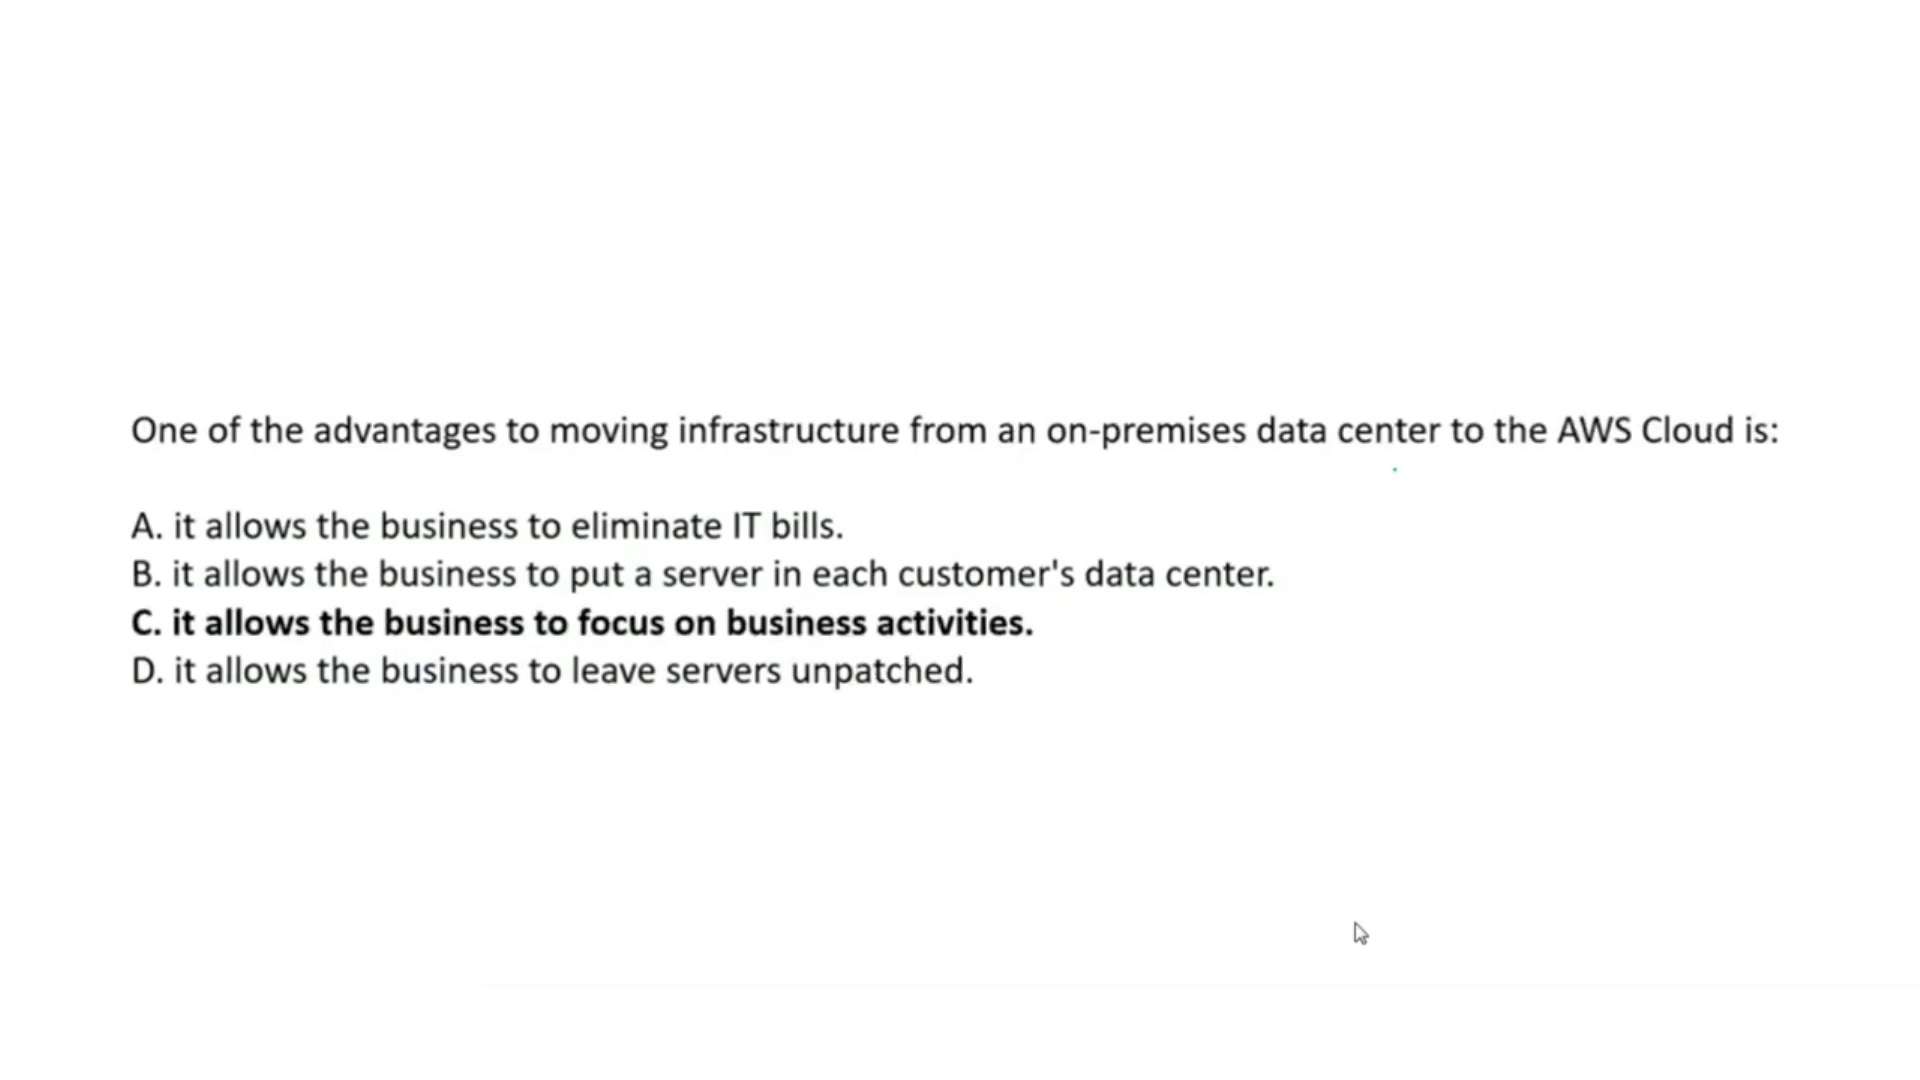 One of the advantages to moving infrastructure from an on-premises data center to the AWS Cloud is:
A. it allows the business to eliminate IT bills.
B. it allows the business to put a server in each customer's data center.
C. it allows the business to focus on business activities.
D. it allows the business to leave servers unpatched.